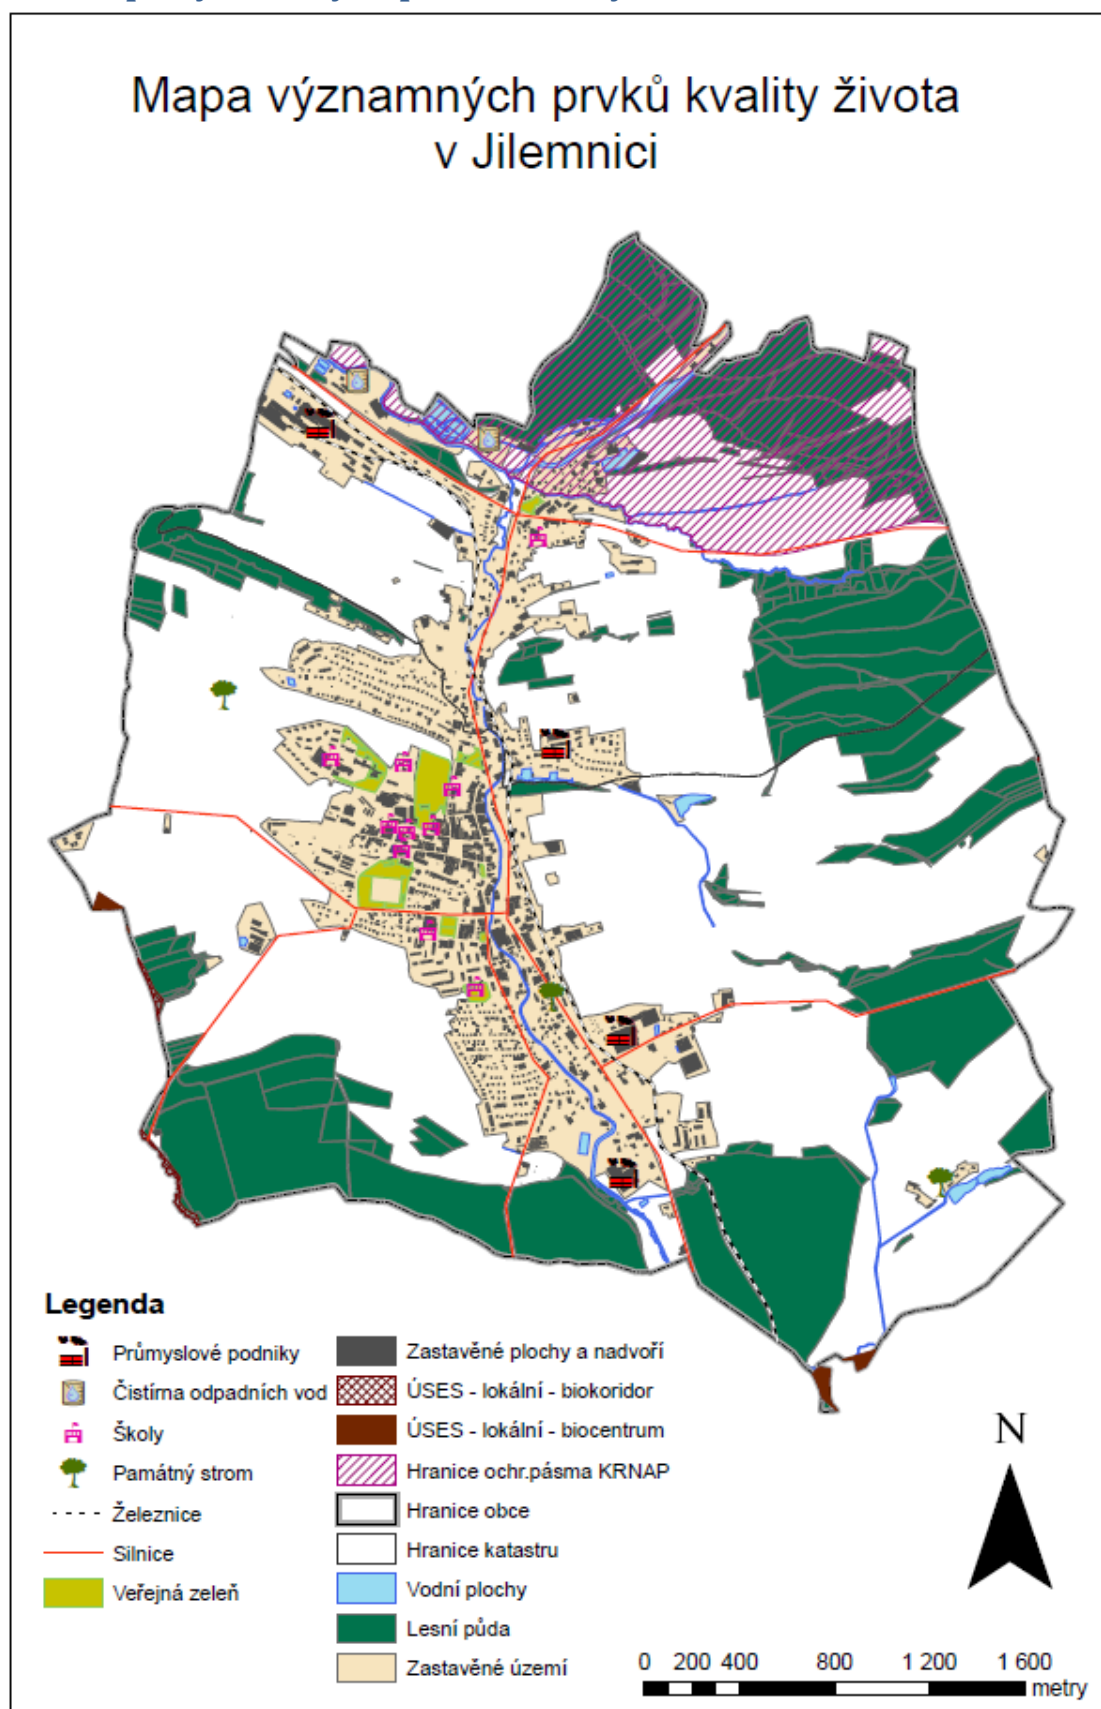 Mapa významných prvků kvality života
v Jilemnici
Legenda
Průmyslové podniky
Čistírna odpadních vod
Školy
Památný strom
Železnice
Silnice
Veřejná zeleň
Zastavěné plochy a nadvoří
ÚSES - lokální - biokoridor
ÚSES - lokální - biocentrum
Hranice ochr.pásma KRNAP
Hranice obce
Hranice katastru
Vodní plochy
Lesní půda
Zastavěné území
N
0 200 400 800 1 200 1 600
metry